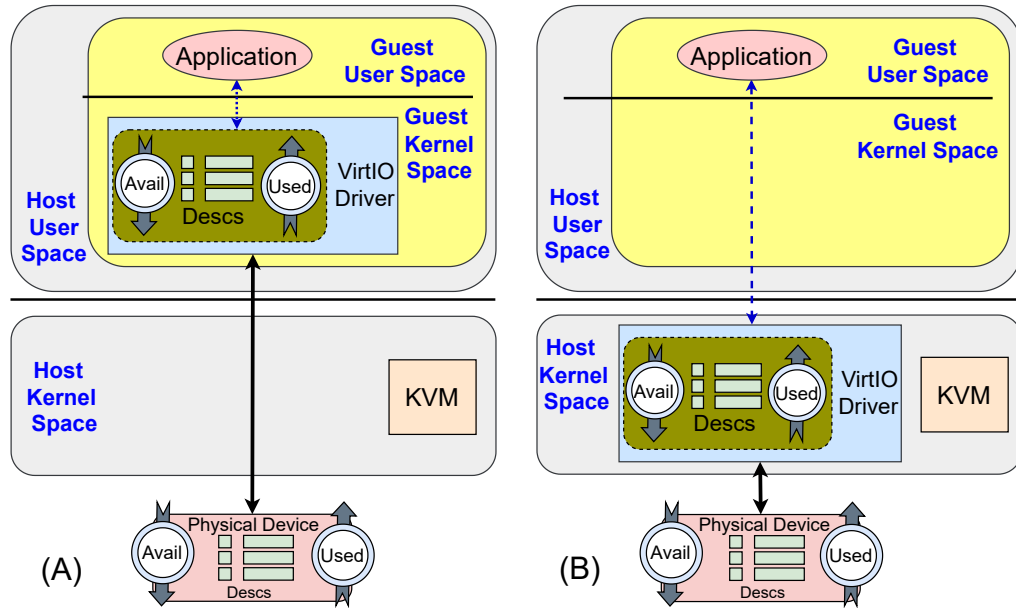 Application
Guest
User Space
Guest
Kernel
Space
VirtIO
Driver
Avail
Used
Descs
Host
User
Space
Host
Kernel
Space
KVM
Physical Device
Avail
Used
Descs
(A)
Application
Guest
User Space
Guest
Kernel Space
Host
User
Space
Host
Kernel
Space
VirtIO
Driver
Avail
Used
Descs
KVM
Physical Device
Avail
Used
Descs
(B)